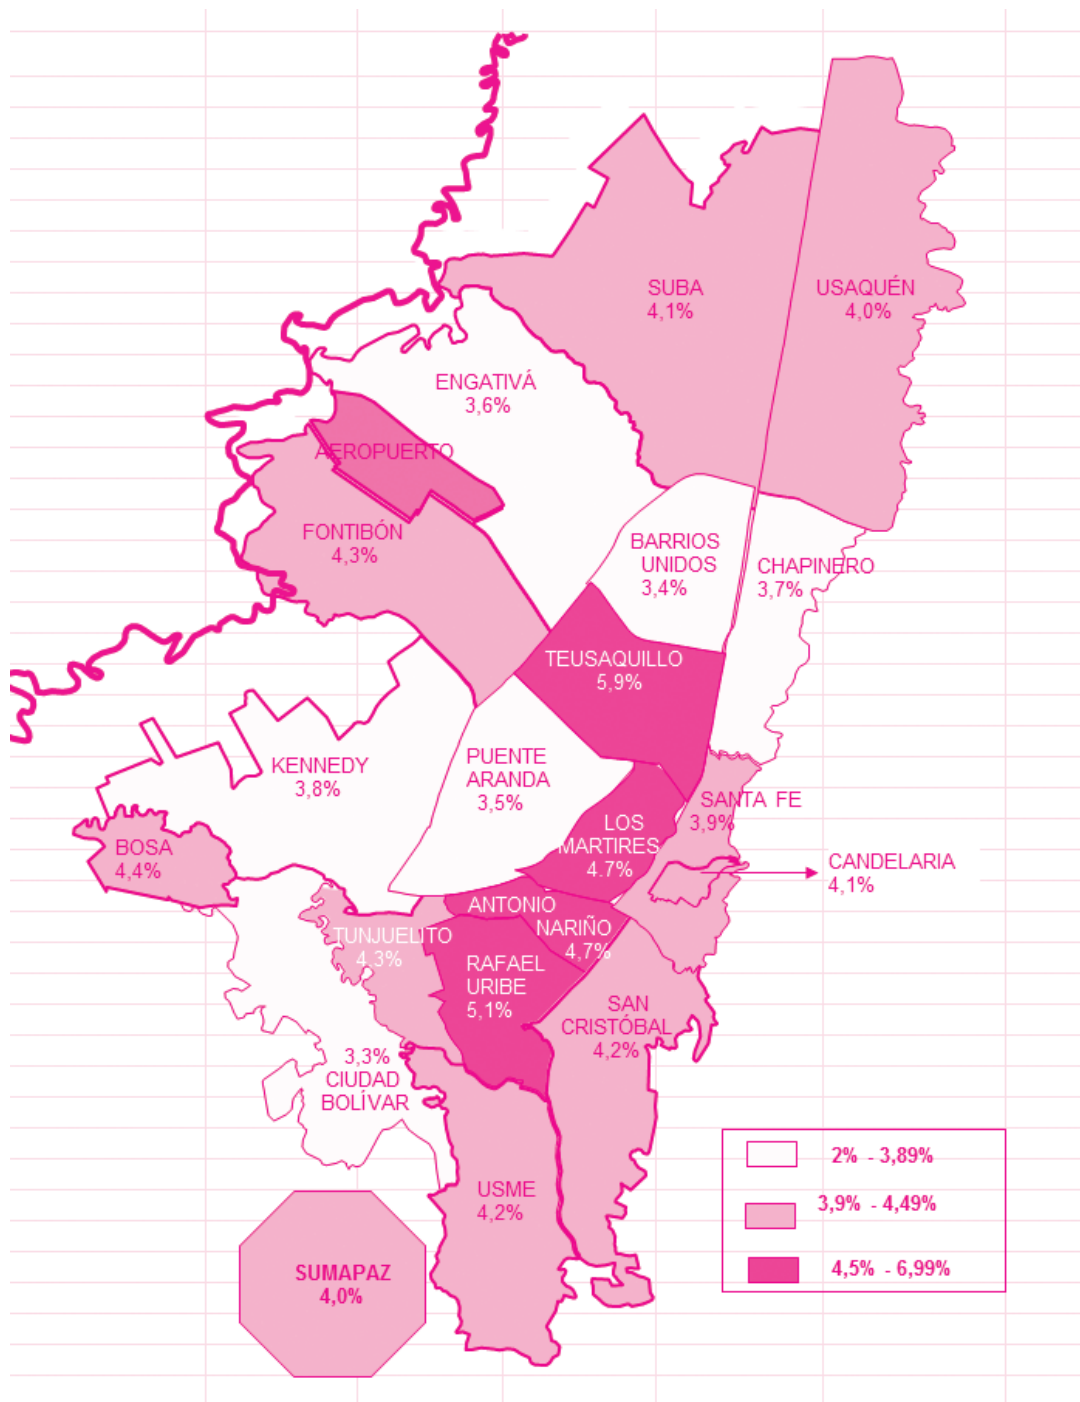 SUBA
4,1%
USAQUÉN
4,0%
ENGATIVÁ
3,6%
AEROPUERTO
FONTIBÓN
4,3%
BARRIOS
UNIDOS
3,4%
CHAPINERO
3,7%
TEUSAQUILLO
5,9%
KENNEDY
3,8%
PUENTE
ARANDA
3,5%
SANTA FE
3,9%
LOS
MARTIRES
4.7%
BOSA
4,4%
CANDELARIA
4,1%
ANTONIO
NARIÑO
4,7%
TUNJUELITO
4.3%
RAFAEL
URIBE
5,1%
SAN
CRISTÓBAL
4,2%
3,3%
CIUDAD
BOLÍVAR
USME
4,2%
SUMAPAZ
4,0%
2% - 3,89%
3,9% - 4,49%
4,5% - 6,99%